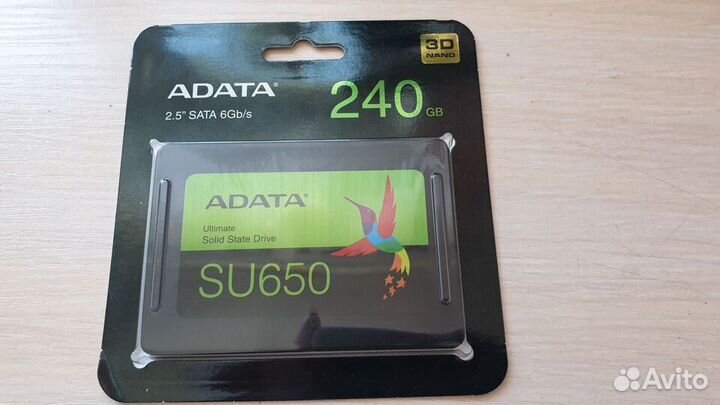 3D
NAND
ADATA®
240 GB
2.5" SATA 6Gb/s
ADATA®
Ultimate
Solid State Drive
SU650
Avito